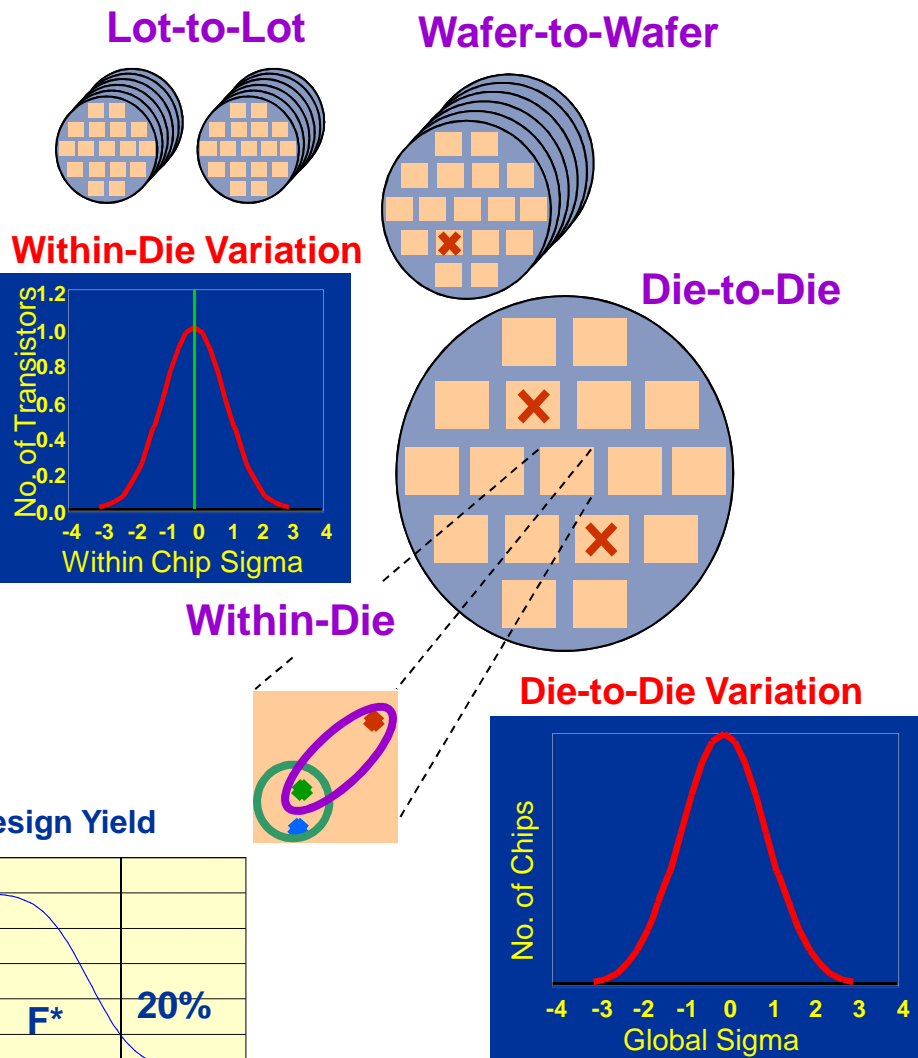 Lot-to-Lot
Wafer-to-Wafer
Within-Die Variation
No. of Transistors
1.2
1.0
0.8
0.6
0.4
0.2
0.0
-4 -3 -2 -1 0 1 2 3 4
Within Chip Sigma
Die-to-Die
Within-Die
Die-to-Die Variation
No. of Chips
-4 -3 -2 -1 0 1 2 3 4
Global Sigma
esign Yield
F*
20%